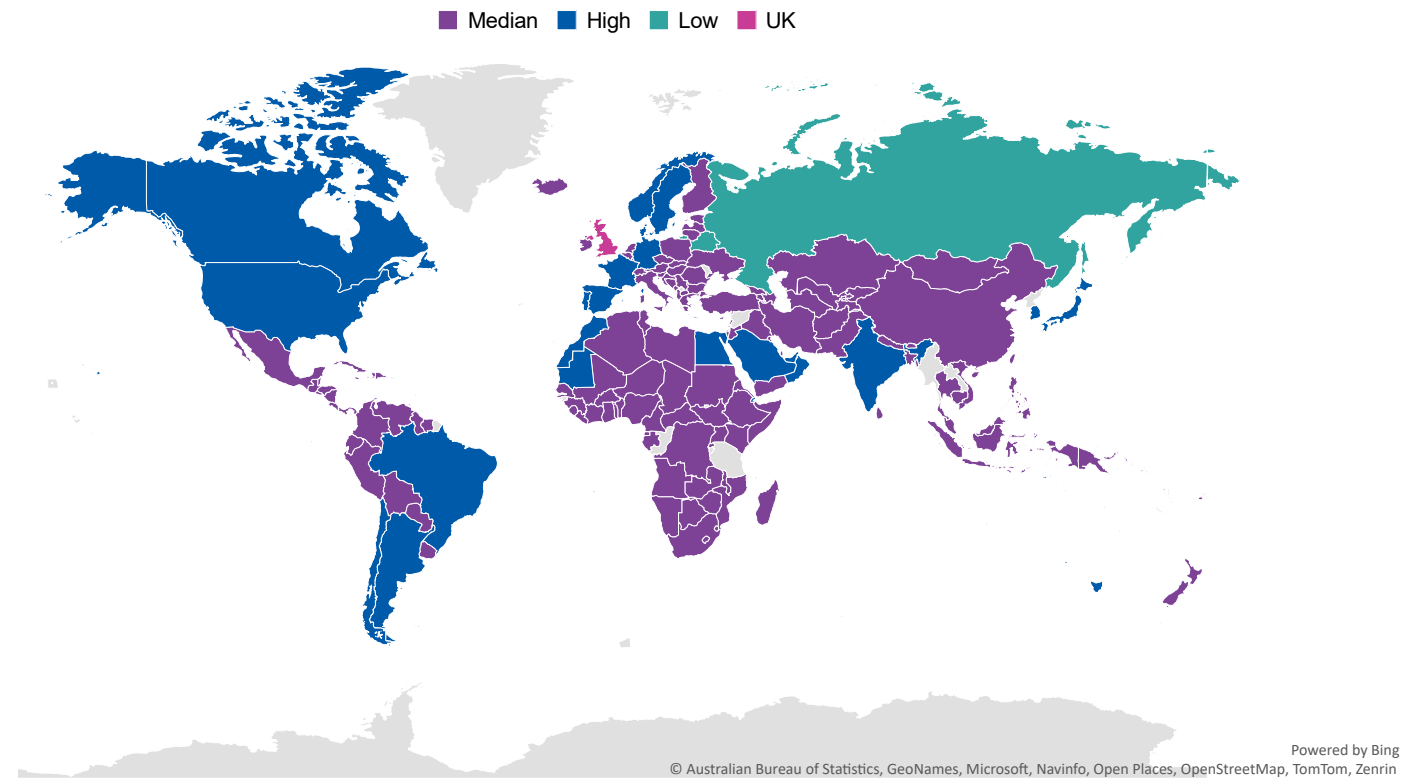 Median High Low UK
Powered by Bing
© Australian Bureau of Statistics, GeoNames, Microsoft, Navinfo, Open Places, OpenStreetMap, TomTom, Zenrin